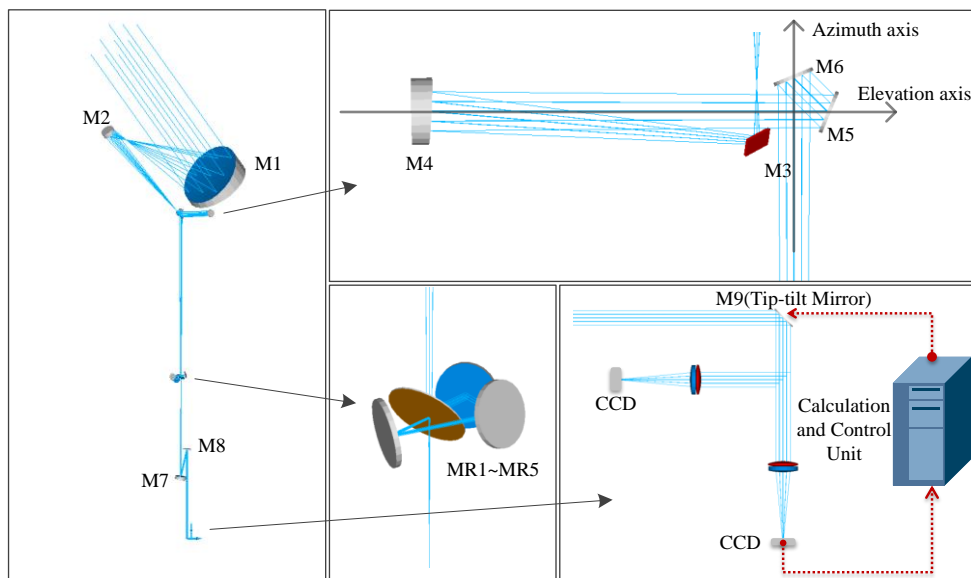 M2
M1
M8
M7
Azimuth axis
M6
Elevation axis
M5
M4
M3
MR1~MR5
M9(Tip-tilt Mirror)
CCD
Calculation
and Control
Unit
CCD